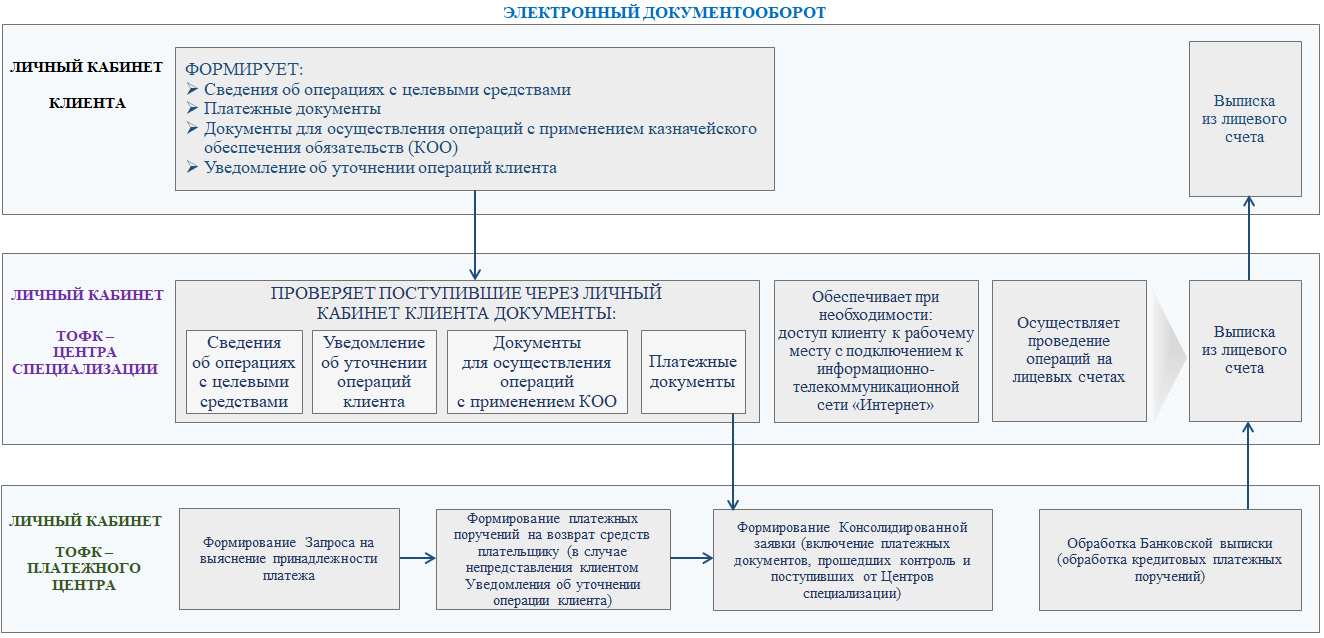 ЭЛЕКТРОННЫЙ ДОКУМЕНТООБОРОТ
ЛИЧНЫЙ КАБИНЕТ
КЛИЕНТА
ФОРМИРУЕТ:
Сведения об операциях с целевыми средствами
Платежные документы
Документы для осуществления операций с применением казначейского
обеспечения обязательств (КОО)
Уведомление об уточнении операций клиента
Выписка
из лицевого
счета
ЛИЧНЫЙ КАБИНЕТ
ТОФК –
ЦЕНТРА
СПЕЦИАЛИЗАЦИИ
ПРОВЕРЯЕТ ПОСТУПИВШИЕ ЧЕРЕЗ ЛИЧНЫЙ
КАБИНЕТ КЛИЕНТА ДОКУМЕНТЫ:
Сведения
об операциях
с целевыми
средствами
Уведомление
об уточнении
операций
клиента
Документы
для осуществления
операций
с применением КОО
Платежные
документы
Обеспечивает при
необходимости:
доступ клиенту к рабочему
месту с подключением к
информационно-
телекоммуникационной
сети «Интернет»
Осуществляет
проведение
операций на
лицевых счетах
Выписка
из лицевого
счета
ЛИЧНЫЙ КАБИНЕТ
ТОФК –
ПЛАТЕЖНОГО
ЦЕНТРА
Формирование Запроса на
выяснение принадлежности
платежа
Формирование платежных
поручений на возврат средств
плательщику (в случае
непредставления клиентом
Уведомления об уточнении
операции клиента)
Формирование Консолидированной
заявки (включение платежных
документов, прошедших контроль и
поступивших от Центров
специализации)
Обработка Банковской выписки
(обработка кредитовых платежных
поручений)